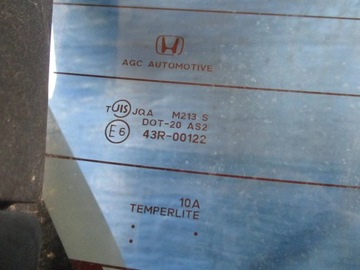 AGC AUTOMOTIVE
T JIS JQA M213 S
DOT-20 AS2
E6 43R-00122
10A
TEMPERLITE